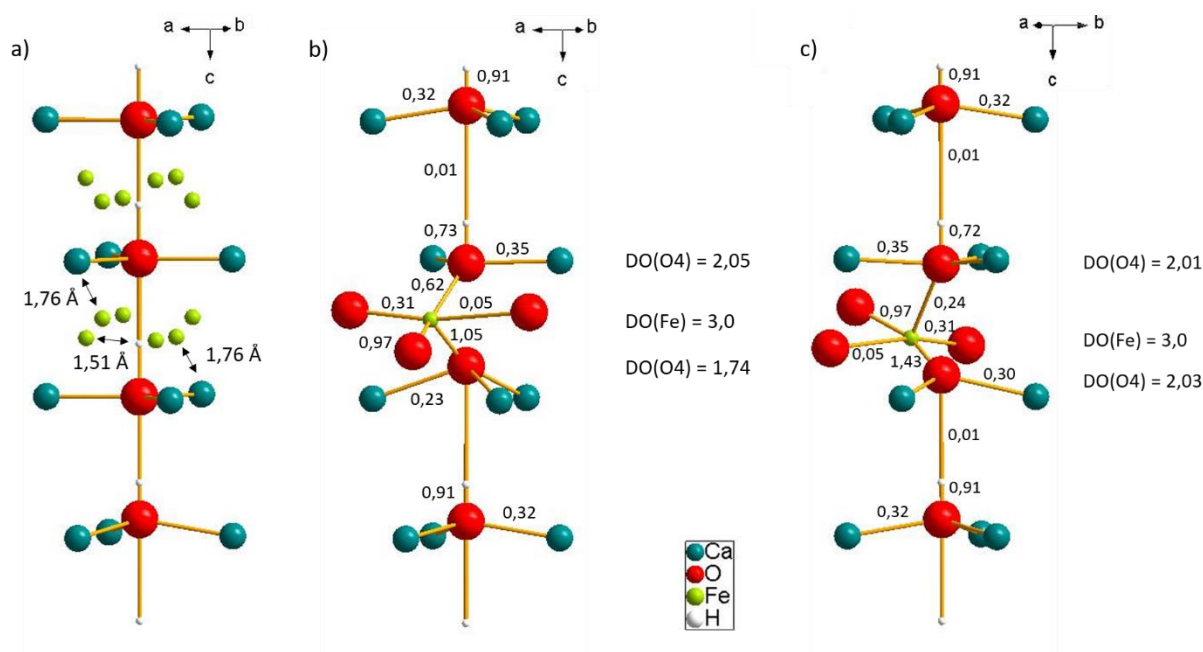 a)
a
b
c
1,76 Å
1,51 Å
1,76 Å
b)
a
b
c
0,91
0,32
0,01
0,73
0,35
0,62
0,31
0,05
0,97
1,05
0,23
0,91
0,32
DO(O4) = 2,05
DO(Fe) = 3,0
DO(O4) = 1,74
Ca
O
Fe
H
c)
a
b
c
0,91
0,32
0,01
0,72
0,35
0,24
0,97
0,31
0,05
1,43
0,30
0,01
0,91
0,32
DO(O4) = 2,01
DO(Fe) = 3,0
DO(O4) = 2,03